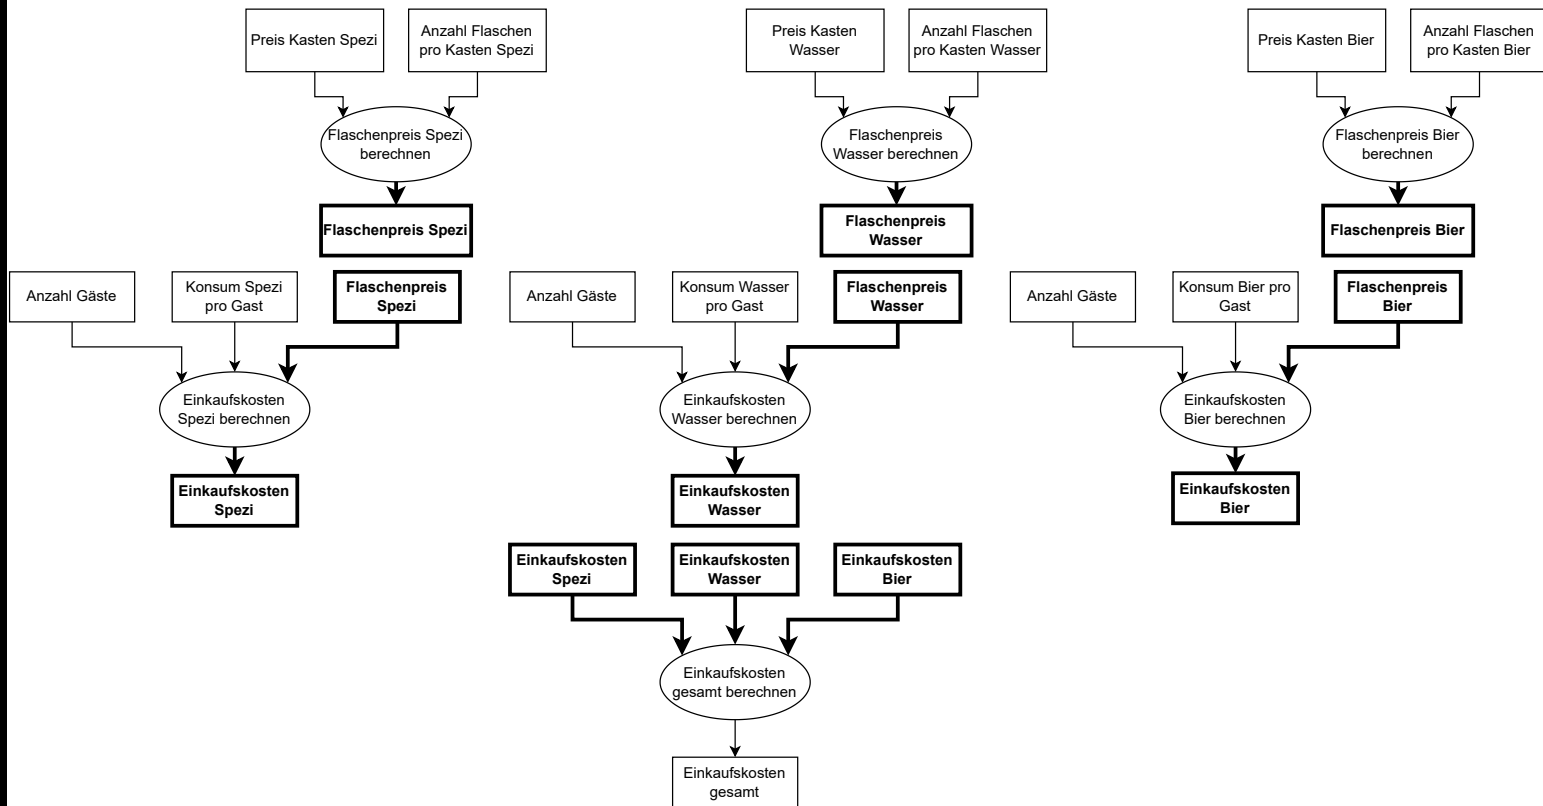 Preis Kasten Spezi
Anzahl Flaschen
pro Kasten Spezi
Preis Kasten
Wasser
Anzahl Flaschen
pro Kasten Wasser
Preis Kasten Bier
Anzahl Flaschen
pro Kasten Bier
Flaschenpreis Spezi
berechnen
Flaschenpreis
Wasser berechnen
Flaschenpreis Bier
berechnen
Flaschenpreis Spezi
Flaschenpreis
Wasser
Flaschenpreis Bier
Anzahl Gäste
Konsum Spezi
pro Gast
Flaschenpreis
Spezi
Anzahl Gäste
Konsum Wasser
pro Gast
Flaschenpreis
Wasser
Anzahl Gäste
Konsum Bier pro
Gast
Flaschenpreis
Bier
Einkaufskosten
Spezi berechnen
Einkaufskosten
Wasser berechnen
Einkaufskosten
Bier berechnen
Einkaufskosten
Spezi
Einkaufskosten
Wasser
Einkaufskosten
Bier
Einkaufskosten
Spezi
Einkaufskosten
Wasser
Einkaufskosten
Bier
Einkaufskosten
gesamt berechnen
Einkaufskosten
gesamt